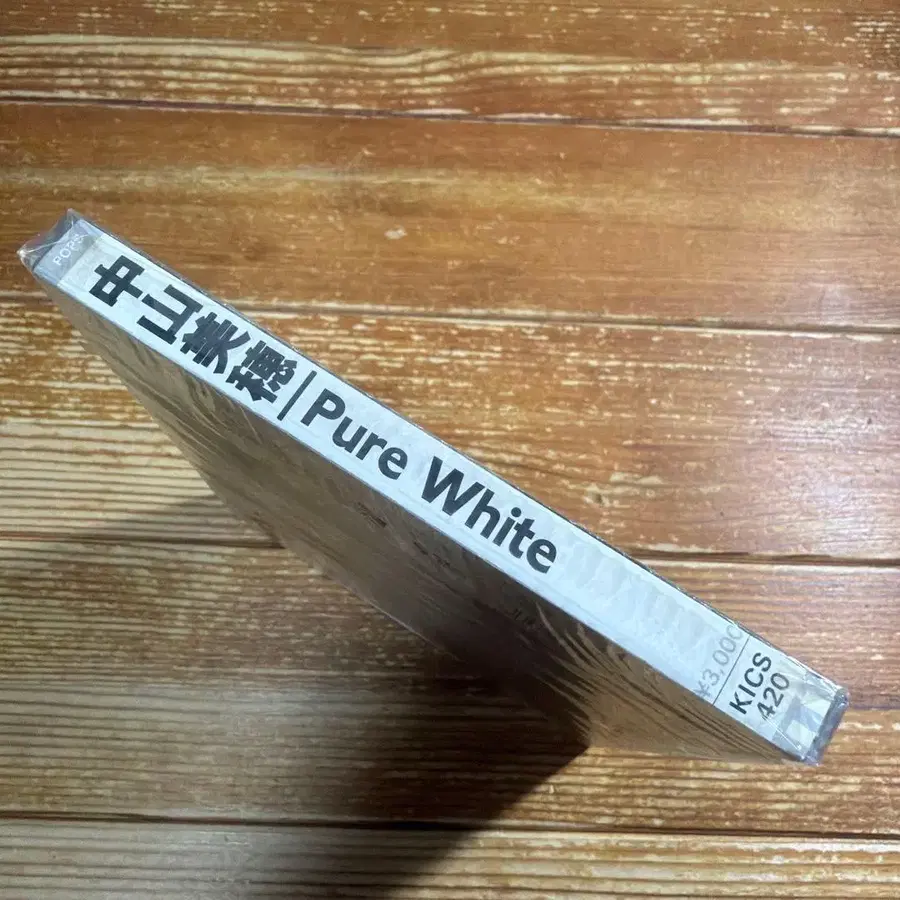 POPS
中山美穂|Pure White
¥3,000
KICS
420